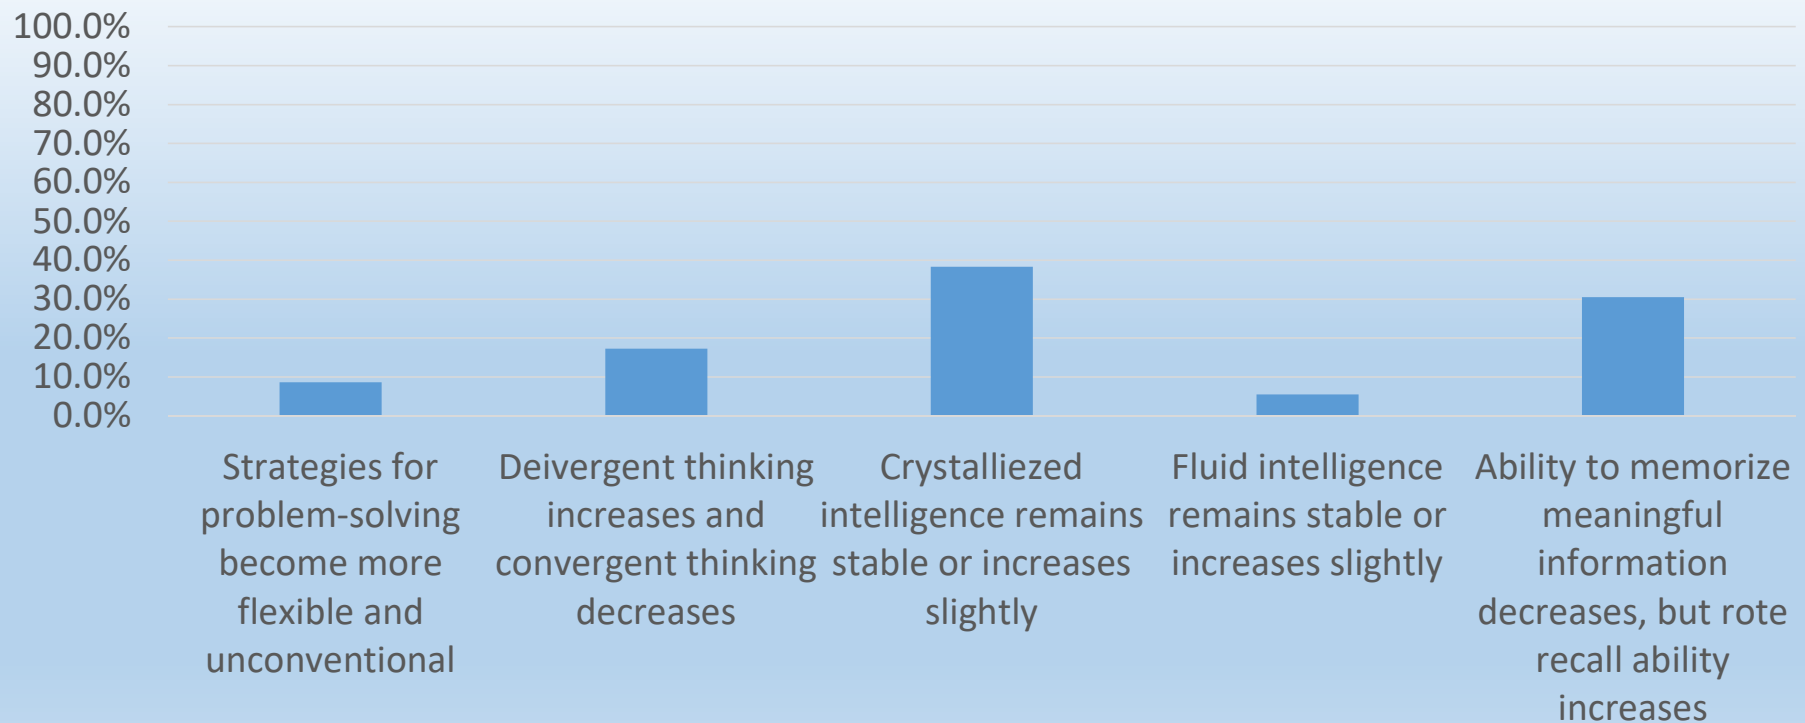 100.0%
90.0%
80.0%
70.0%
60.0%
50.0%
40.0%
30.0%
20.0%
10.0%
0.0%
Strategies for
problem-solving
become more
flexible and
unconventional
Deivergent thinking
increases and
convergent thinking
decreases
Crystalliezed
intelligence remains
stable or increases
slightly
Fluid intelligence
remains stable or
increases slightly
Ability to memorize
meaningful
information
decreases, but rote
recall ability
increases